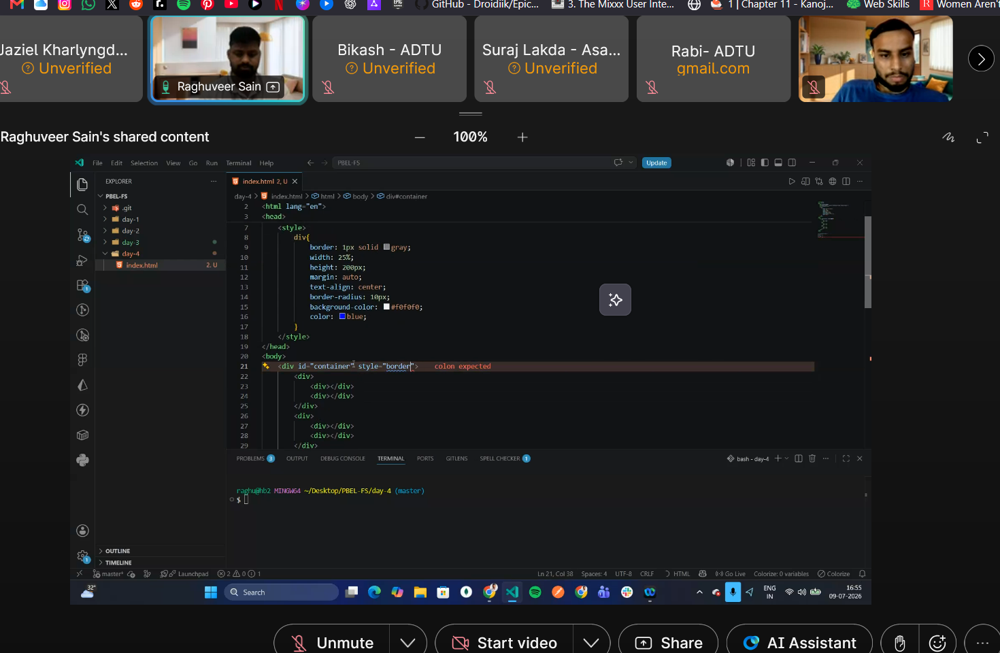 GitHub - Droidiik/Epic...
3. The Mixxx User Inte...
1 | Chapter 11 - Kanoj...
Web Skills
Women Aren't
Jaziel Kharlyngd...
Unverified
Raghuveer Sain
Bikash - ADTU
Unverified
Suraj Lakda - Asa...
Unverified
Rabi- ADTU
gmail.com
Raghuveer Sain's shared content
100%
File Edit Selection View Go Run Terminal Help
PBEL-FS
Update
EXPLORER
index.html 2, U
PBEL-FS
.git
day-1
day-2
day-3
day-4
index.html 2, U
day-4 > index.html > html > body > div#container
2 <html lang="en">
3 <head>
7 <style>
8 div{
9 border: 1px solid gray;
10 width: 25%;
11 height: 200px;
12 margin: auto;
13 text-align: center;
14 border-radius: 10px;
15 background-color: #f0f0f0;
16 color: blue;
17 }
18 </style>
19 </head>
20 <body>
21 <div id="container" style="border"> colon expected
22 <div>
23 <div></div>
24 <div></div>
25 </div>
26 <div>
27 <div></div>
28 <div></div>
29 </div>
PROBLEMS 3 OUTPUT DEBUG CONSOLE TERMINAL PORTS GITLENS SPELL CHECKER 1
bash - day-4
raghu@hb2 MINGW64 ~/Desktop/PBEL-FS/day-4 (master)
$
OUTLINE
TIMELINE
master* Launchpad 2 0 1
Ln 21, Col 38 Spaces: 4 UTF-8 CRLF HTML Go Live Colorize: 0 variables Colorize
32°
Search
ENG
IN
16:55
09-07-2026
Unmute
Start video
Share
AI Assistant